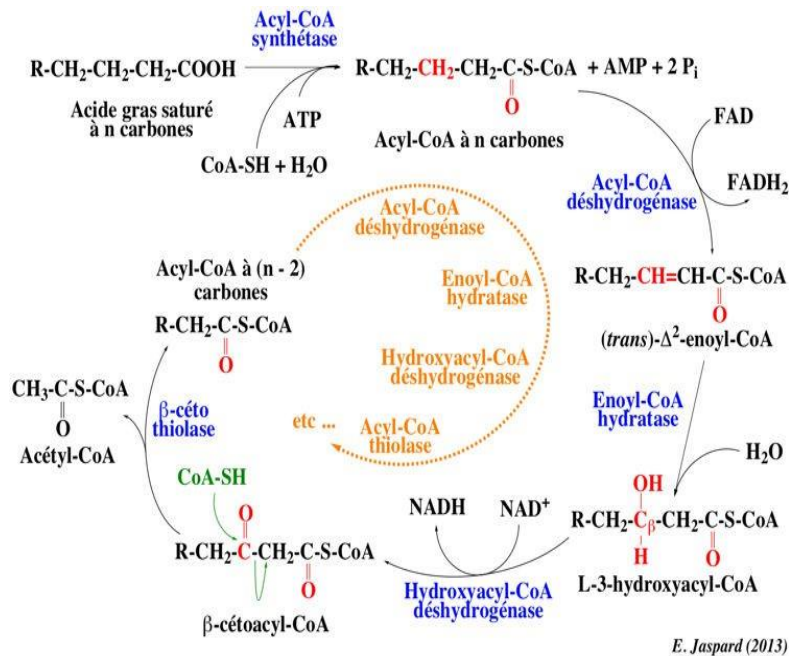 Acyl-CoA
synthétase
R-CH₂-CH₂-CH₂-COOH
Acide gras saturé
à n carbones
ATP
CoA-SH + H₂O
R-CH₂-CH₂-CH₂-C-S-CoA + AMP + 2 Pᵢ
O
Acyl-CoA à n carbones
FAD
FADH₂
Acyl-CoA
déshydrogénase
R-CH₂-CH=CH-C-S-CoA
O
(trans)-Δ²-enoyl-CoA
Enoyl-CoA
hydratase
H₂O
OH
R-CH₂-Cᵦ-CH₂-C-S-CoA
H
O
L-3-hydroxyacyl-CoA
NAD⁺
NADH
Hydroxyacyl-CoA
déshydrogénase
O
R-CH₂-C-CH₂-C-S-CoA
O
β-cétoacyl-CoA
CoA-SH
β-céto
thiolase
CH₃-C-S-CoA
O
Acétyl-CoA
Acyl-CoA à (n - 2)
carbones
R-CH₂-C-S-CoA
O
Acyl-CoA
déshydrogénase
Enoyl-CoA
hydratase
Hydroxyacyl-CoA
déshydrogénase
Acyl-CoA
thiolase
etc ...
E. Jaspard (2013)